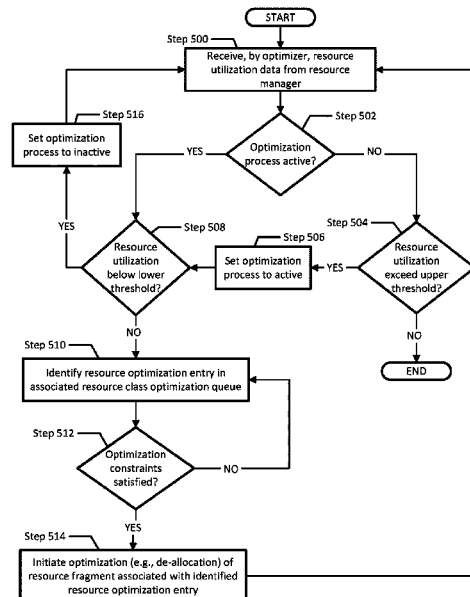 START
Step 500
Receive, by optimizer, resource
utilization data from resource
manager
Step 516
Set optimization
process to inactive
Step 502
Optimization
process active?
YES
NO
YES
Step 508
Resource
utilization
below lower
threshold?
Step 506
Set optimization
process to active
YES
Step 504
Resource
utilization
exceed upper
threshold?
NO
NO
END
Step 510
Identify resource optimization entry in
associated resource class optimization queue
Step 512
Optimization
constraints
satisfied?
NO
YES
Step 514
Initiate optimization (e.g., de-allocation) of
resource fragment associated with identified
resource optimization entry